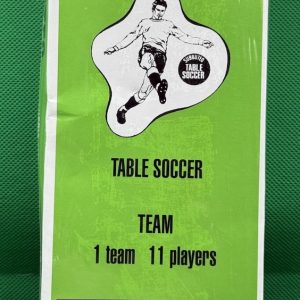 SUBBUTEO
TABLE
SOCCER
TABLE SOCCER
TEAM
1 team 11 players